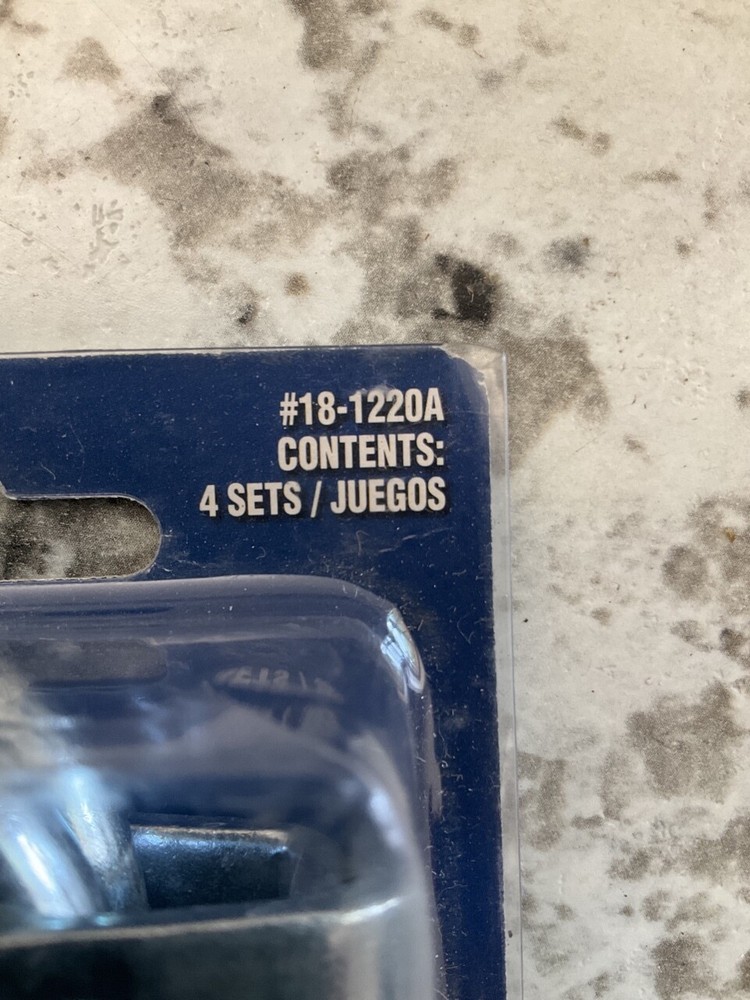 #18-1220A
CONTENTS:
4 SETS / JUEGOS